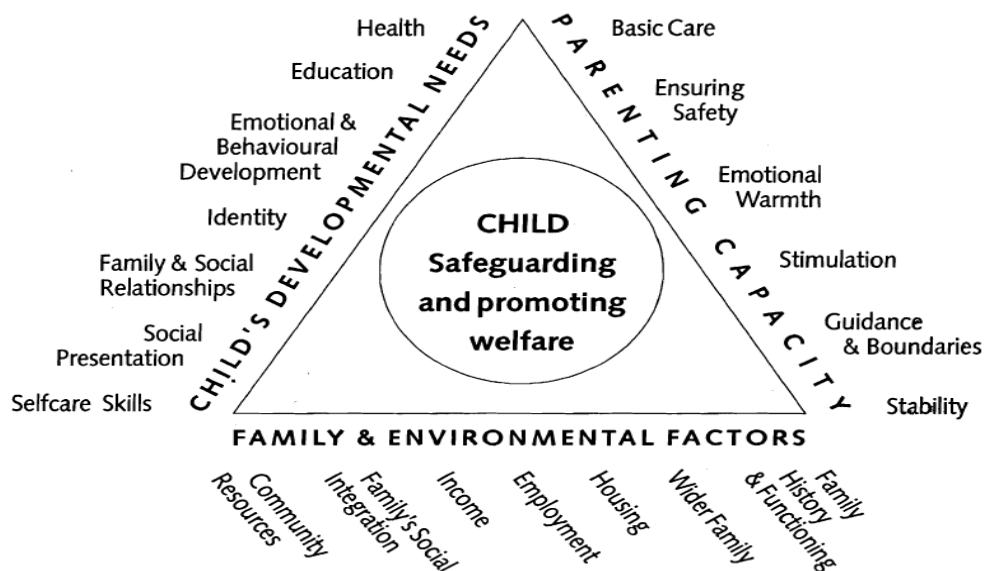 Health
Education
Emotional &
Behavioural
Development
Identity
Family & Social
Relationships
Social
Presentation
Selfcare Skills
CHILD'S DEVELOPMENTAL NEEDS
PARENTING CAPACITY
Basic Care
Ensuring
Safety
Emotional
Warmth
Stimulation
Guidance
& Boundaries
Stability
CHILD
Safeguarding
and promoting
welfare
FAMILY & ENVIRONMENTAL FACTORS
Community
Resources
Family's Social
Integration
Income
Employment
Housing
Wider Family
Family
History
& Functioning